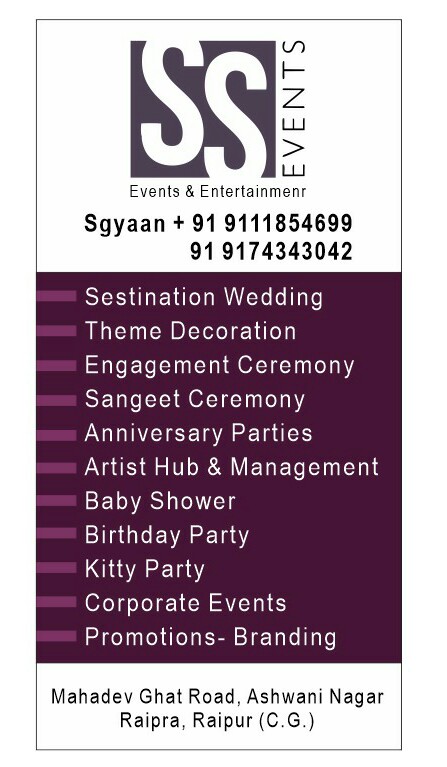 SS
EVENTS
Events & Entertainmenr
Sgyaan + 91 9111854699
91 9174343042
Sestination Wedding
Theme Decoration
Engagement Ceremony
Sangeet Ceremony
Anniversary Parties
Artist Hub & Management
Baby Shower
Birthday Party
Kitty Party
Corporate Events
Promotions- Branding
Mahadev Ghat Road, Ashwani Nagar
Raipra, Raipur (C.G.)